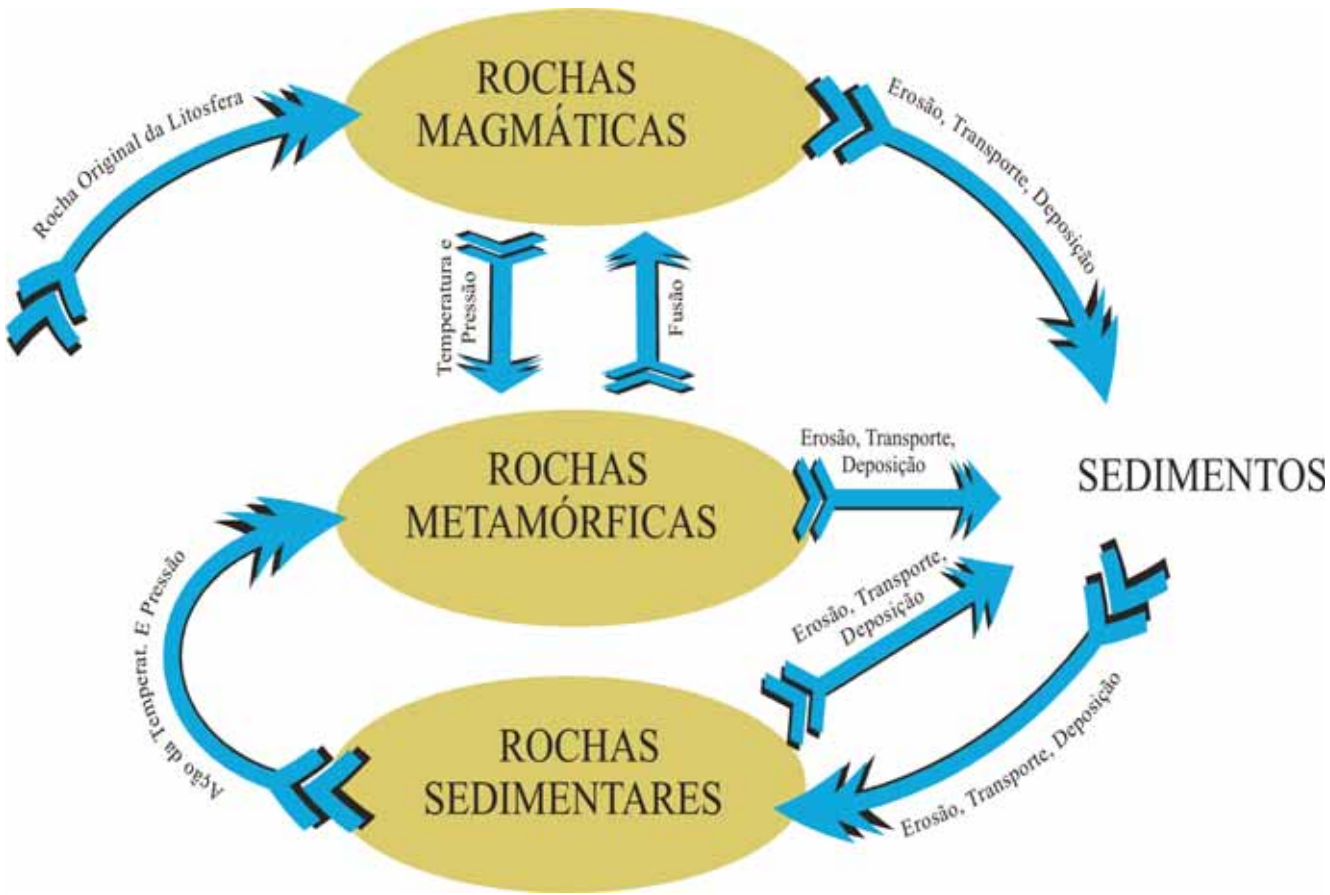 Rocha Original da Litosfera
ROCHAS
MAGMÁTICAS
Erosão, Transporte, Deposição
Temperatura e
Pressão
Fusão
ROCHAS
METAMÓRFICAS
Erosão, Transporte,
Deposição
SEDIMENTOS
Ação da Temperat. E Pressão
Erosão, Transporte,
Deposição
ROCHAS
SEDIMENTARES
Erosão, Transporte, Deposição